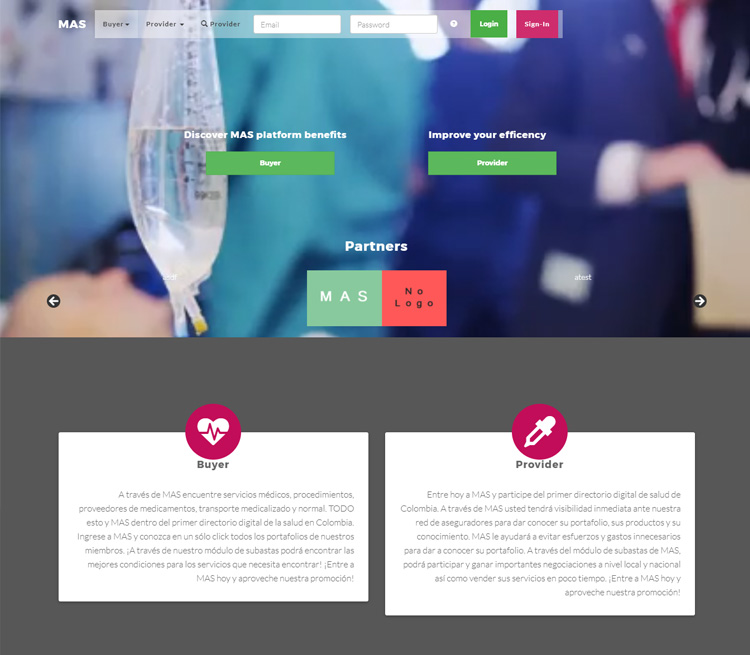 MAS Buyer Provider Provider Email Password Login Sign-In
Discover MAS platform benefits Improve your efficency
Buyer Provider
Partners
atest
MAS
No
Logo
Buyer
A través de MAS encuentre servicios médicos, procedimientos,
proveedores de medicamentos, transporte medicalizado y normal. TODO
esto y MAS dentro del primer directorio digital de la salud en Colombia.
Ingrese a MAS y conozca en un sólo click todos los portafolios de nuestros
miembros. ¡A través de nuestro módulo de subastas podrá encontrar las
mejores condiciones para los servicios que necesita encontrar! ¡Entre a
MAS hoy y aproveche nuestra promoción!
Provider
Entre hoy a MAS y participe del primer directorio digital de salud de
Colombia. A través de MAS usted tendrá visibilidad inmediata ante nuestra
red de aseguradores para dar conocer su portafolio, sus productos y su
conocimiento. MAS le ayudará a evitar esfuerzos y gastos innecesarios
para dar a conocer su portafolio. A través del módulo de subastas de MAS,
podrá participar y ganar importantes negociaciones a nivel local y nacional
así como vender sus servicios en poco tiempo. ¡Entre a MAS hoy y
aproveche nuestra promoción!